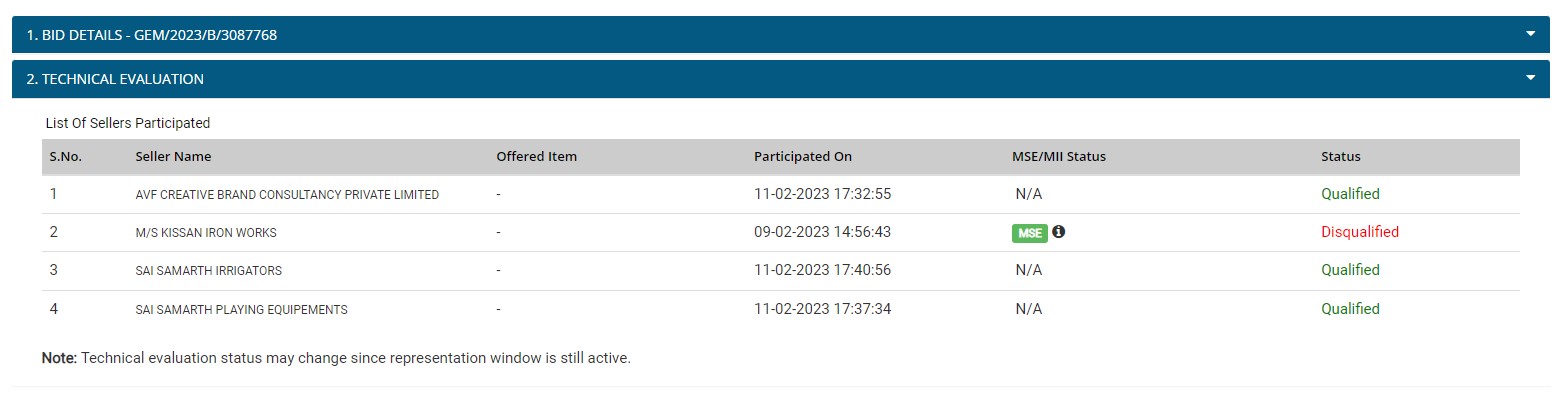 1. BID DETAILS - GEM/2023/B/3087768
2. TECHNICAL EVALUATION
List Of Sellers Participated
S.No. Seller Name Offered Item Participated On MSE/MII Status Status
1 AVF CREATIVE BRAND CONSULTANCY PRIVATE LIMITED - 11-02-2023 17:32:55 N/A Qualified
2 M/S KISSAN IRON WORKS - 09-02-2023 14:56:43 MSE Disqualified
3 SAI SAMARTH IRRIGATORS - 11-02-2023 17:40:56 N/A Qualified
4 SAI SAMARTH PLAYING EQUIPEMENTS - 11-02-2023 17:37:34 N/A Qualified
Note: Technical evaluation status may change since representation window is still active.